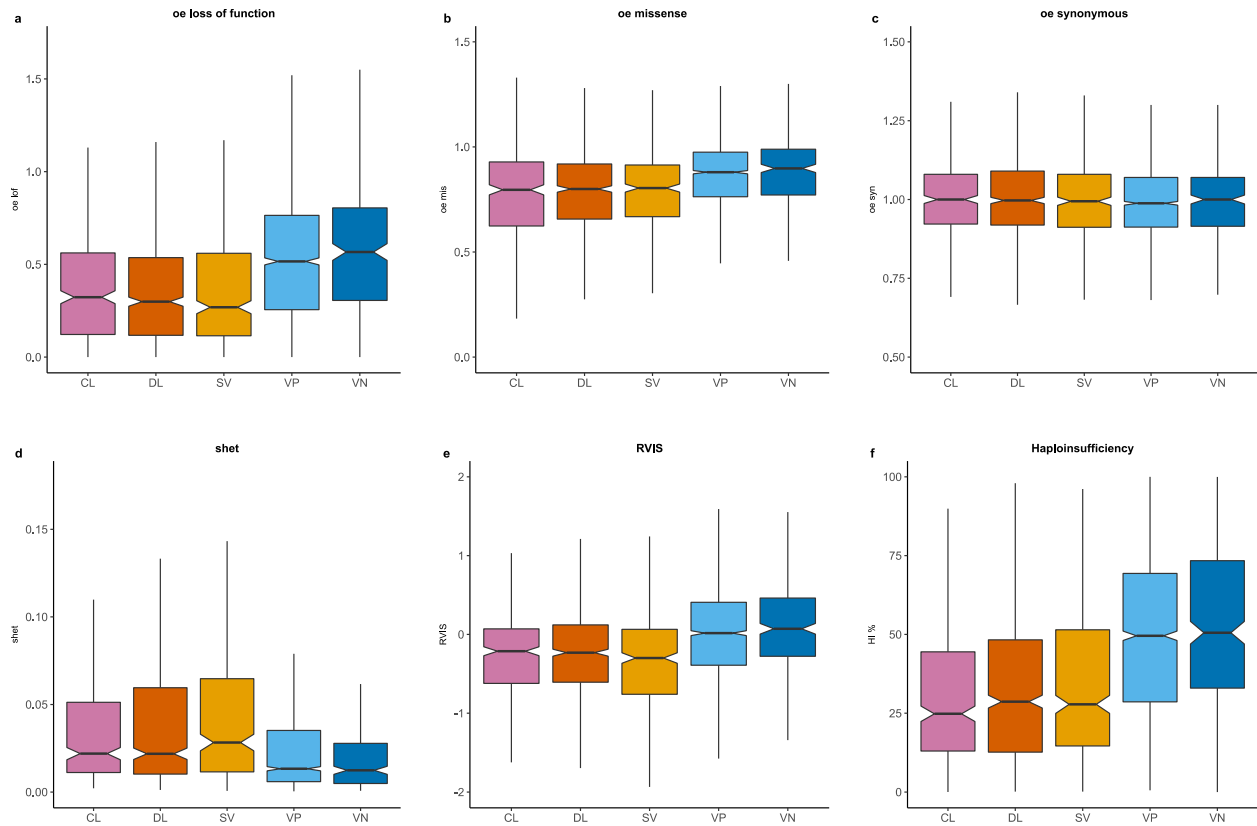 a
oe loss of function
1.5
1.0
0.5
0.0
oe lof
CL DL SV VP VN
b
oe missense
1.5
1.0
0.5
0.0
oe mis
CL DL SV VP VN
c
oe synonymous
1.50
1.25
1.00
0.75
0.50
oe syn
CL DL SV VP VN
d
shet
0.15
0.10
0.05
0.00
shet
CL DL SV VP VN
e
RVIS
2
1
0
−1
−2
RVIS
CL DL SV VP VN
f
Haploinsufficiency
100
75
50
25
0
HI %
CL DL SV VP VN